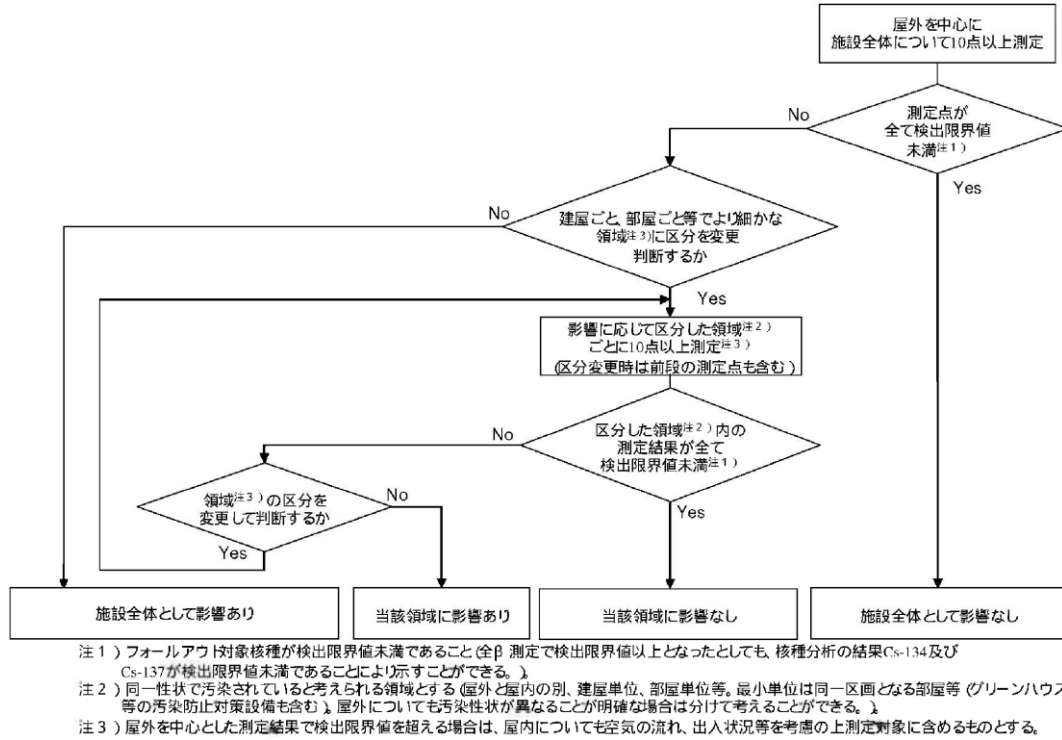 屋外を中心に
施設全体について10点以上測定
測定点が
全て検出限界値
未満注1)
No
Yes
建屋ごと、部屋ごと等でより細かな
領域注3)に区分を変更
判断するか
No
Yes
影響に応じて区分した領域注2)
ごとに10点以上測定注3)
(区分変更時は前段の測定点も含む)
区分した領域注2)内の
測定結果が全て
検出限界値未満注1)
No
Yes
領域注3)の区分を
変更して判断するか
No
Yes
施設全体として影響あり
当該領域に影響あり
当該領域に影響なし
施設全体として影響なし
注1)フォールアウト対象核種が検出限界値未満であること(全β測定で検出限界値以上となったとしても、核種分析の結果Cs-134及び
Cs-137が検出限界値未満であることにより示すことができる。)。
注2)同一性状で汚染されていると考えられる領域とする(屋外と屋内の別、建屋単位、部屋単位等。最小単位は同一区画となる部屋等(グリーンハウス
等の汚染防止対策設備も含む)。屋外についても汚染性状が異なることが明確な場合は分けて考えることができる。)。
注3)屋外を中心とした測定結果で検出限界値を超える場合は、屋内についても空気の流れ、出入状況等を考慮の上測定対象に含めるものとする。